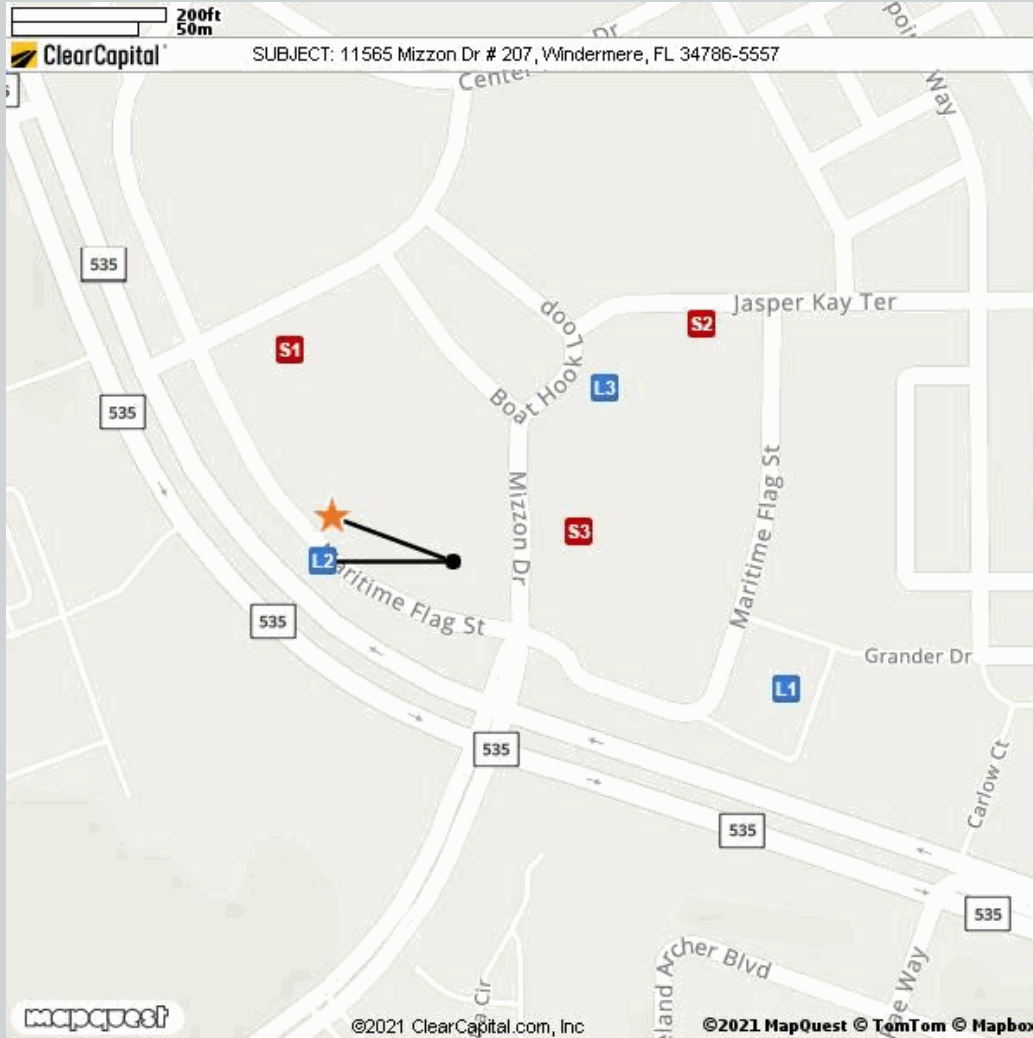 200ft
50m
ClearCapital
SUBJECT: 11565 Mizzon Dr # 207, Windermere, FL 34786-5557
Dr
Center
Way
535
Jasper Kay Ter
S2
Loop
S1
L3
Boat Hook
535
Mizzon Dr
Maritime Flag St
S3
L2
Maritime Flag St
535
Grander Dr
L1
535
Carlow Ct
535
535
Archer Blvd
mapquest
©2021 ClearCapital.com, Inc
©2021 MapQuest © TomTom © Mapbox